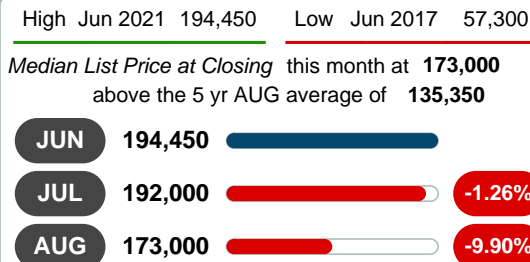 High Jun 2021 194,450 Low Jun 2017 57,300
Median List Price at Closing this month at 173,000
above the 5 yr AUG average of 135,350
JUN 194,450
JUL 192,000 -1.26%
AUG 173,000 -9.90%